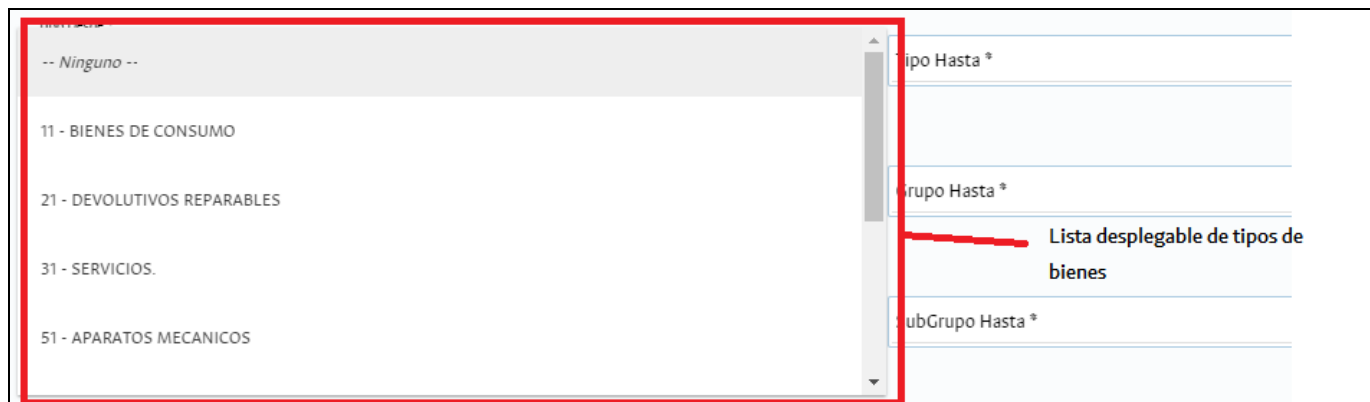 -- Ninguno --
Tipo Hasta *
11 - BIENES DE CONSUMO
21 - DEVOLUTIVOS REPARABLES
Grupo Hasta *
Lista desplegable de tipos de
bienes
31 - SERVICIOS.
SubGrupo Hasta *
51 - APARATOS MECANICOS